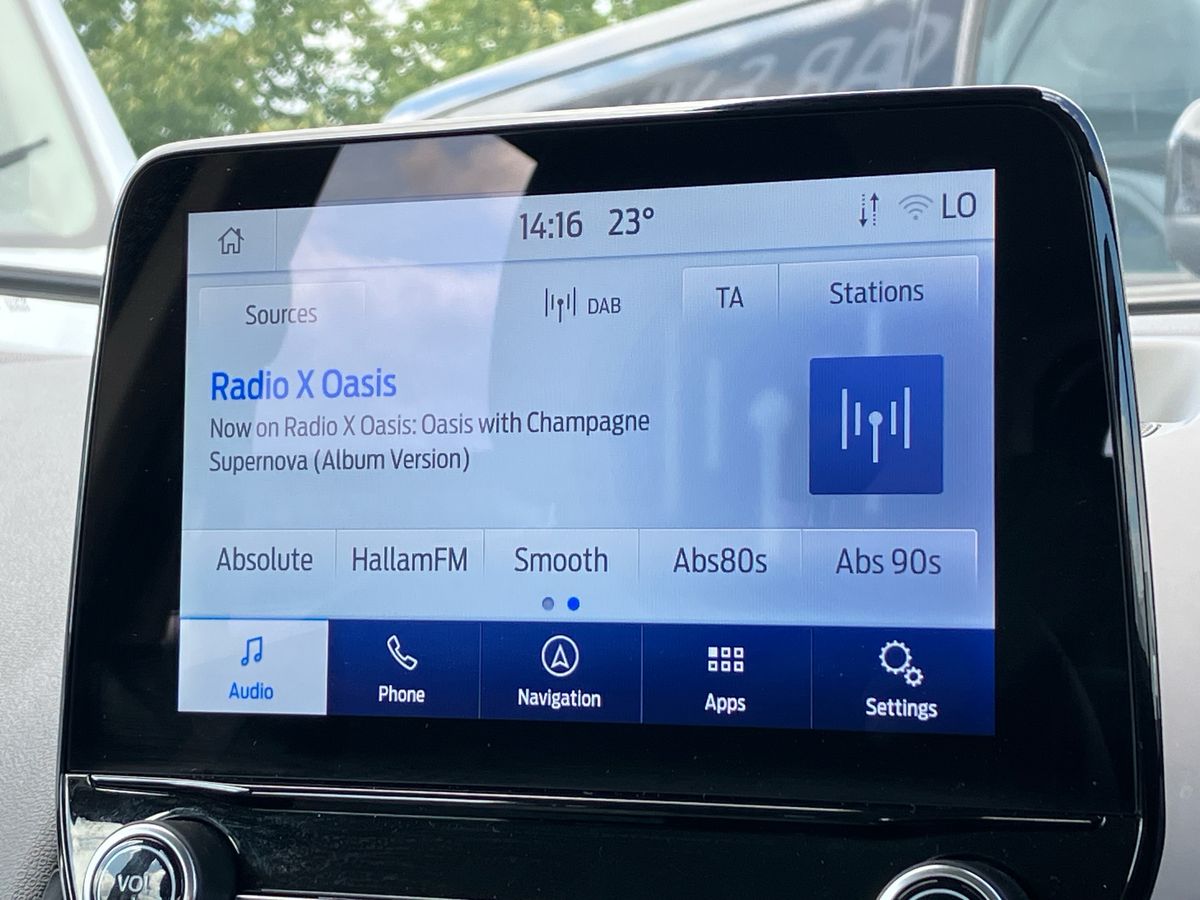 14:16 23° LO
Sources DAB TA Stations
Radio X Oasis
Now on Radio X Oasis: Oasis with Champagne
Supernova (Album Version)
Absolute HallamFM Smooth Abs80s Abs 90s
Audio Phone Navigation Apps Settings
VOL